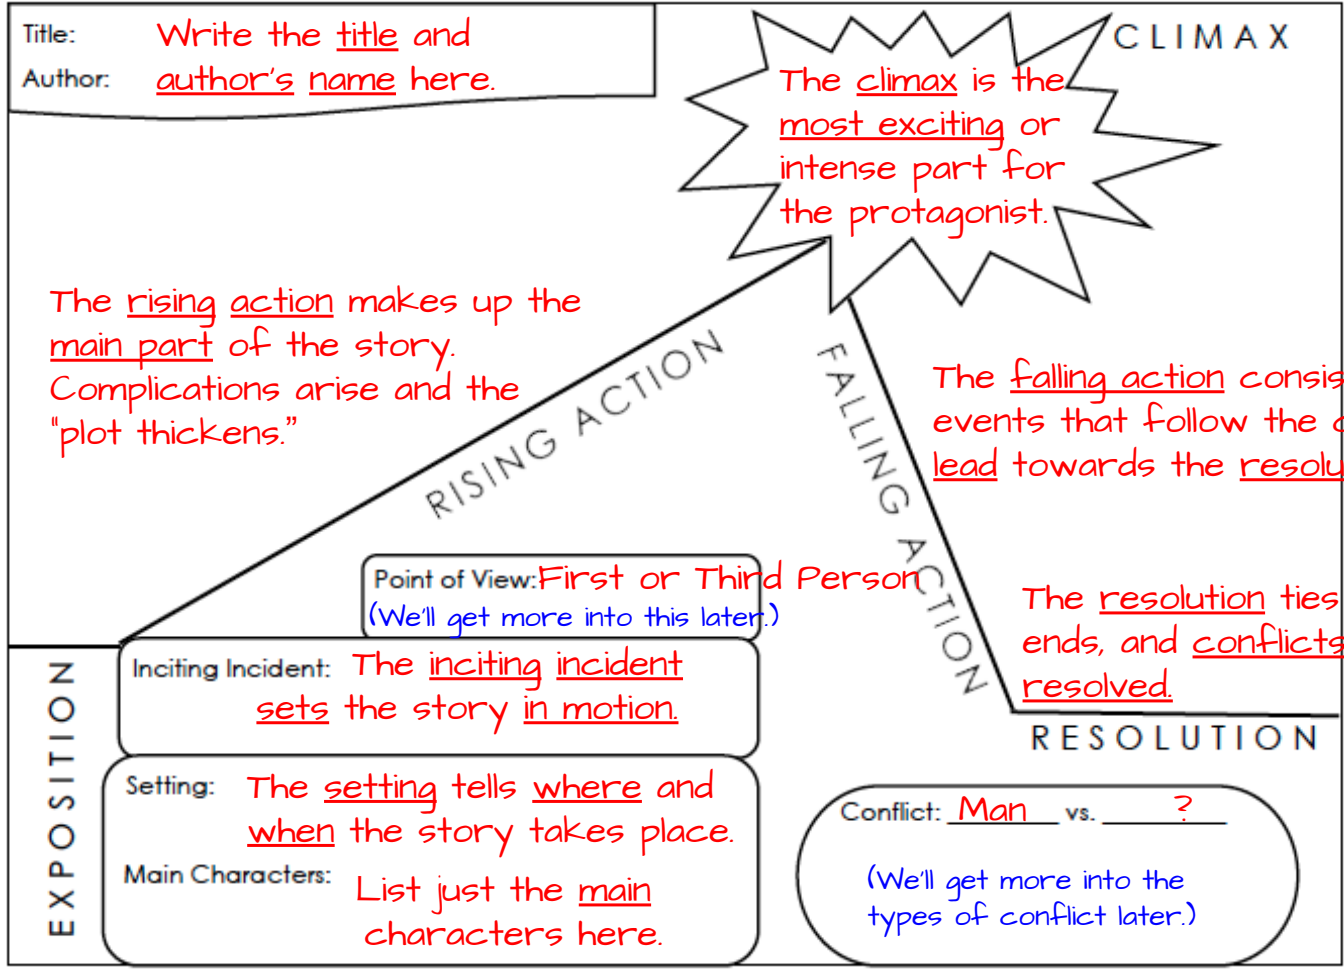 Title: Write the title and
Author: author's name here.
CLIMAX
The climax is the
most exciting or
intense part for
the protagonist.
The rising action makes up the
main part of the story.
Complications arise and the
"plot thickens."
RISING ACTION
FALLING ACTION
The falling action
events that follow the
lead towards the
Point of View: First or Third Person
(We'll get more into this later.)
The resolution ties
ends, and conflicts
resolved.
RESOLUTION
EXPOSITION
Inciting Incident: The inciting incident
sets the story in motion.
Setting: The setting tells where and
when the story takes place.
Main Characters: List just the main
characters here.
Conflict: Man vs. ?
(We'll get more into the
types of conflict later.)